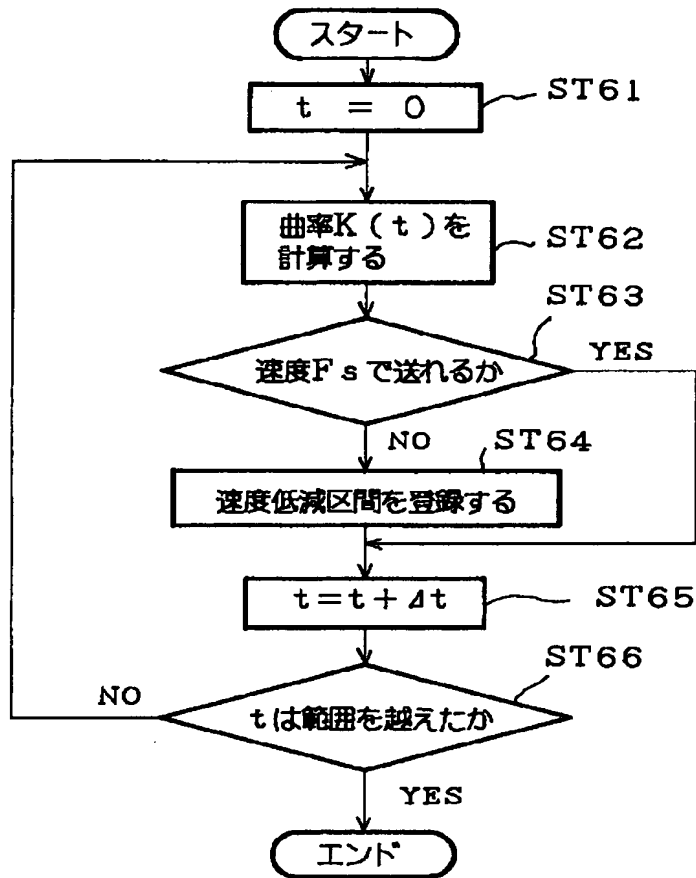 スタート
t = 0
ST61
曲率K(t)を
計算する
ST62
ST63
速度Fsで送れるか
YES
NO
ST64
速度低減区間を登録する
t=t+Δt
ST65
ST66
NO
tは範囲を越えたか
YES
エンド